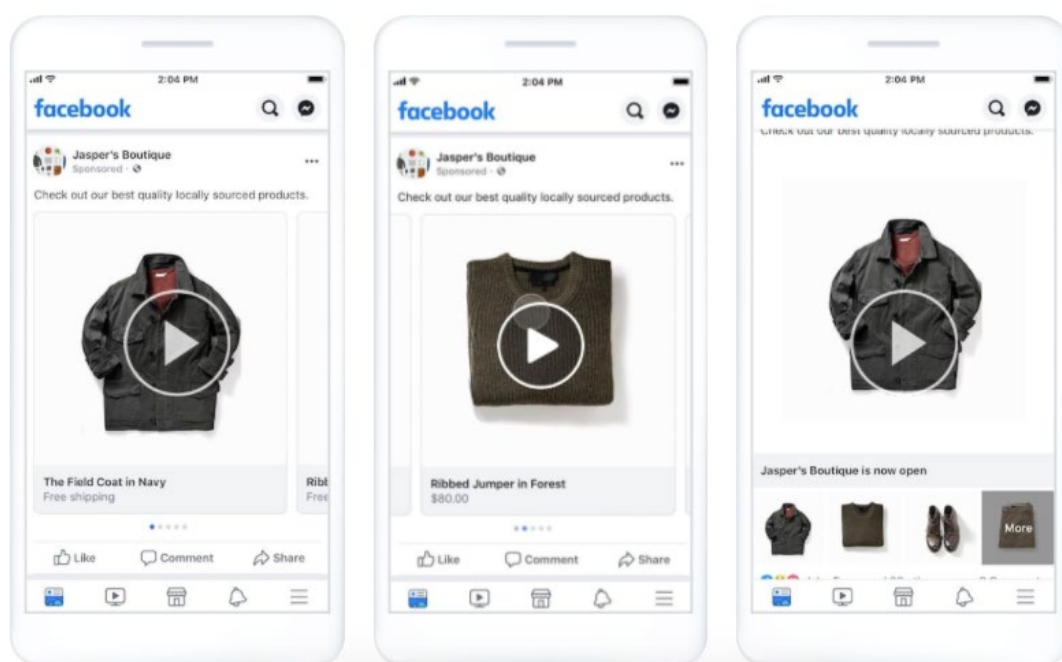 2:04 PM
facebook
Jasper's Boutique
Sponsored ·
Check out our best quality locally sourced products.
The Field Coat in Navy
Free shipping
Ribb
Free
Like
Comment
Share
2:04 PM
facebook
Jasper's Boutique
Sponsored ·
Check out our best quality locally sourced products.
Ribbed Jumper in Forest
$80.00
Like
Comment
Share
2:04 PM
facebook
Check out our best quality locally sourced products.
Jasper's Boutique is now open
More